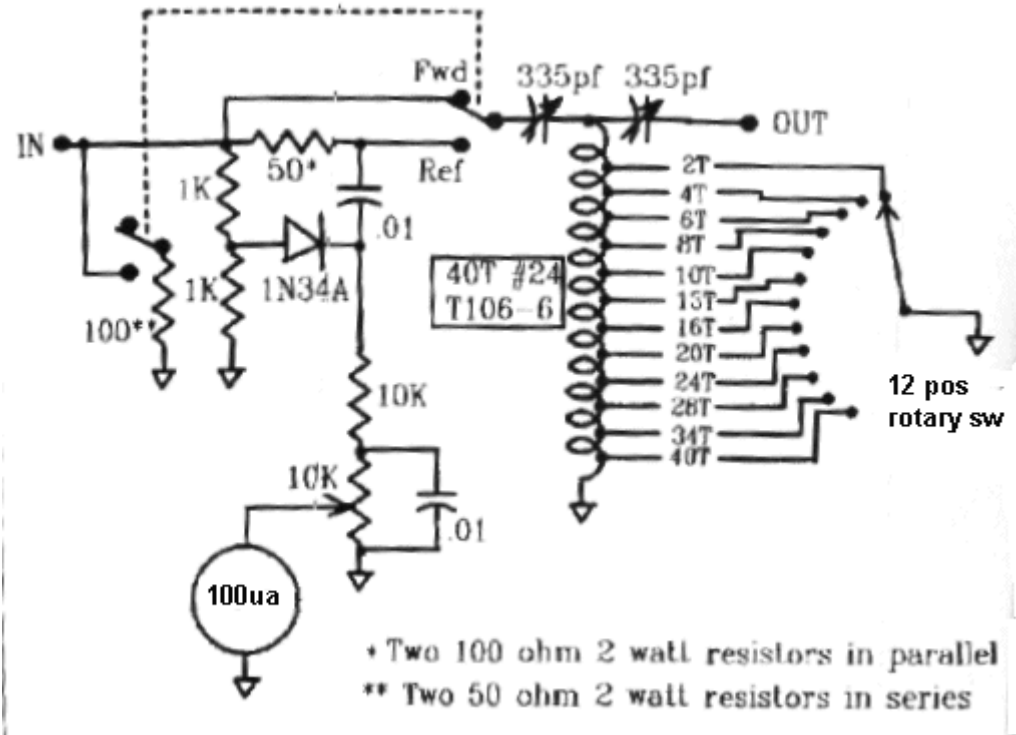 Fwd
335pf
335pf
IN
OUT
50*
Ref
1K
.01
1K
1N34A
100**
40T #24
T106-6
2T
4T
6T
8T
10T
15T
16T
20T
24T
28T
34T
40T
12 pos
rotary sw
10K
10K
.01
100ua
* Two 100 ohm 2 watt resistors in parallel
** Two 50 ohm 2 watt resistors in series